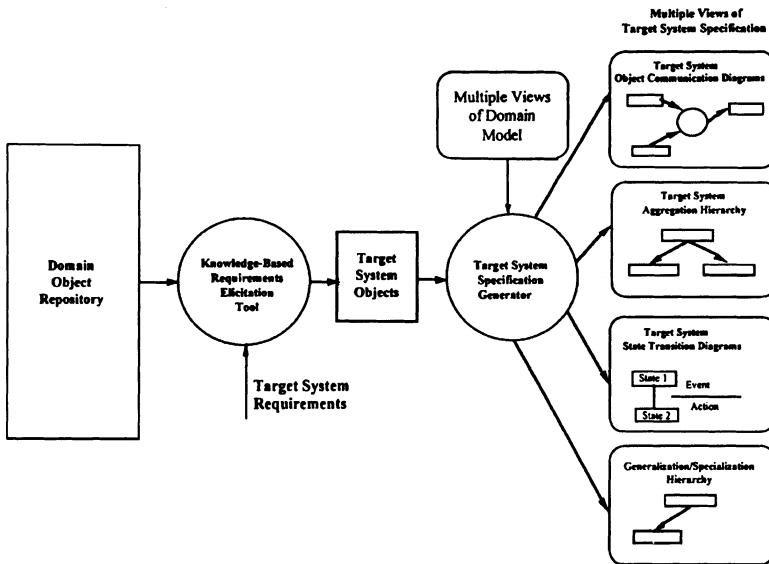 Multiple Views of
Target System Specification
Target System
Object Communication Diagrams
Multiple Views
of Domain
Model
Target System
Aggregation Hierarchy
Domain
Object
Repository
Knowledge-Based
Requirements
Elicitation
Tool
Target
System
Objects
Target System
Specification
Generator
Target System
State Transition Diagrams
State 1
Event
Action
State 2
Target System
Requirements
Generalization/Specialization
Hierarchy